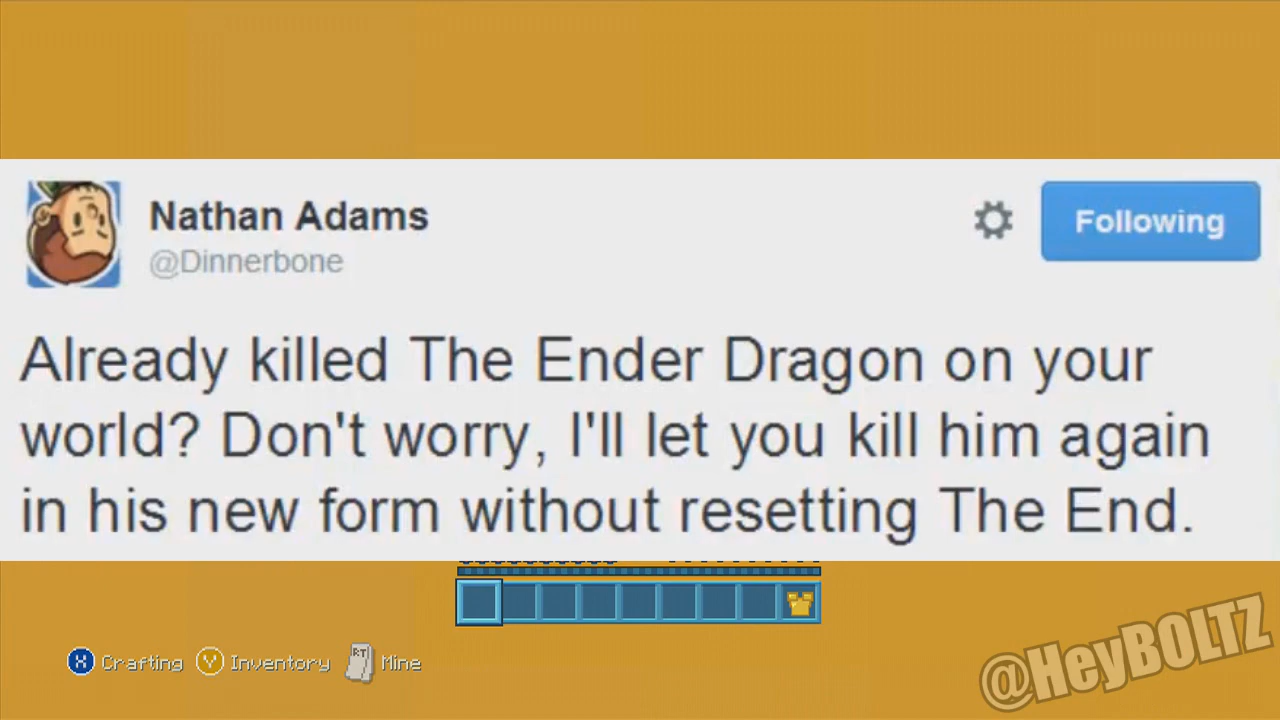 Nathan Adams
@Dinnerbone
Following
Already killed The Ender Dragon on your
world? Don't worry, I'll let you kill him again
in his new form without resetting The End.
X Crafting Y Inventory RT Mine
@HeyBOLTZ